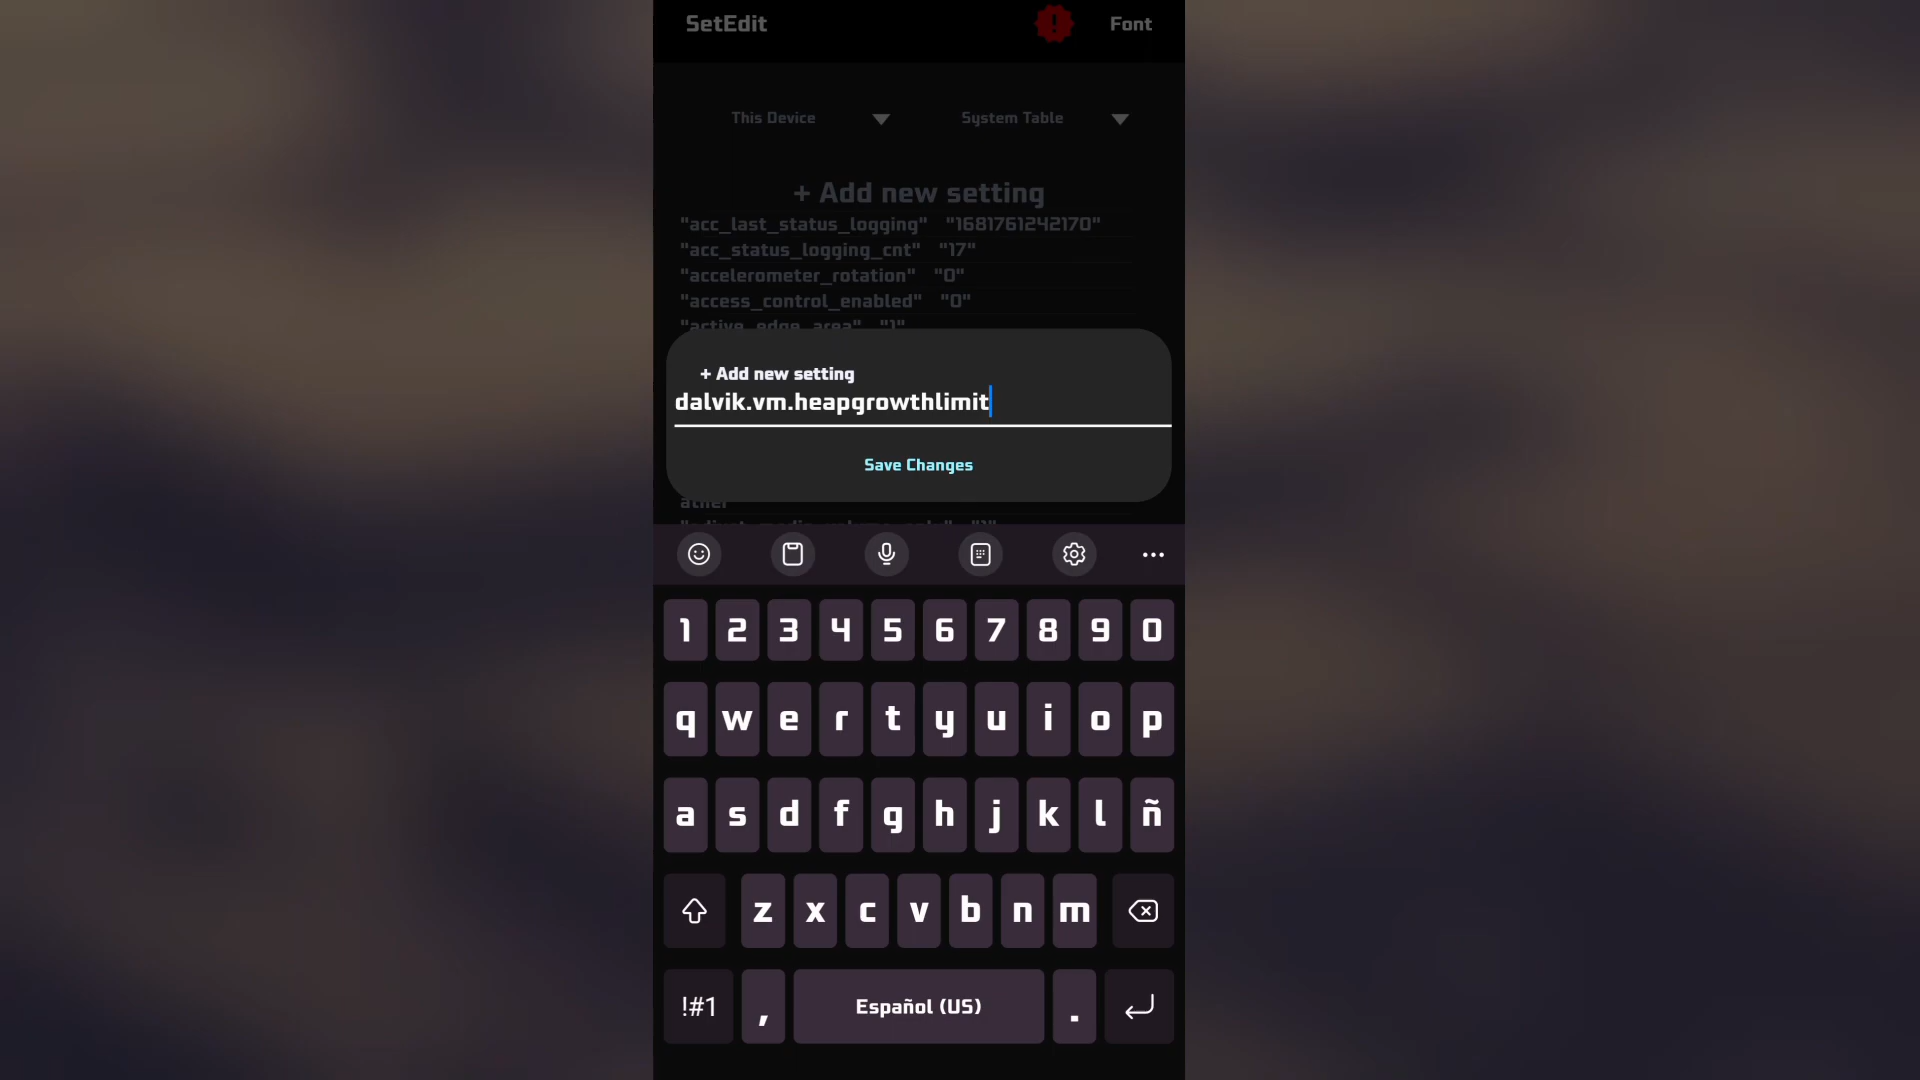 SetEdit ! Font
This Device System Table
+ Add new setting
"acc_last_status_logging" "1681761242170"
"acc_status_logging_cnt" "17"
"accelerometer_rotation" "0"
"access_control_enabled" "0"
"active_edge_area" "1"
+ Add new setting
dalvik.vm.heapgrowthlimit
Save Changes
1 2 3 4 5 6 7 8 9 0
q w e r t y u i o p
a s d f g h j k l ñ
z x c v b n m
!#1 , Español (US) .